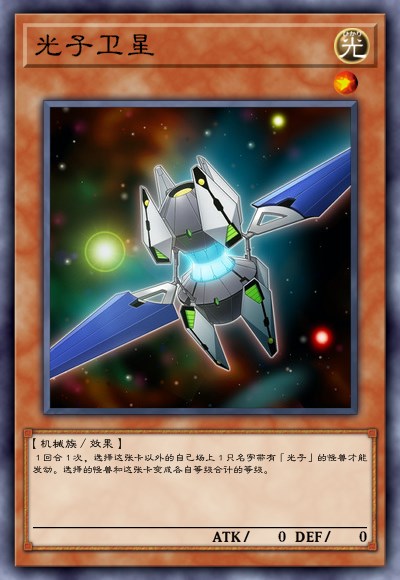 光子卫星
光
ひかり
【机械族／效果】
1回合1次，选择这张卡以外的自己场上1只名字带有「光子」的怪兽才能
发动。选择的怪兽和这张卡变成各自等级合计的等级。
ATK/ 0 DEF/ 0